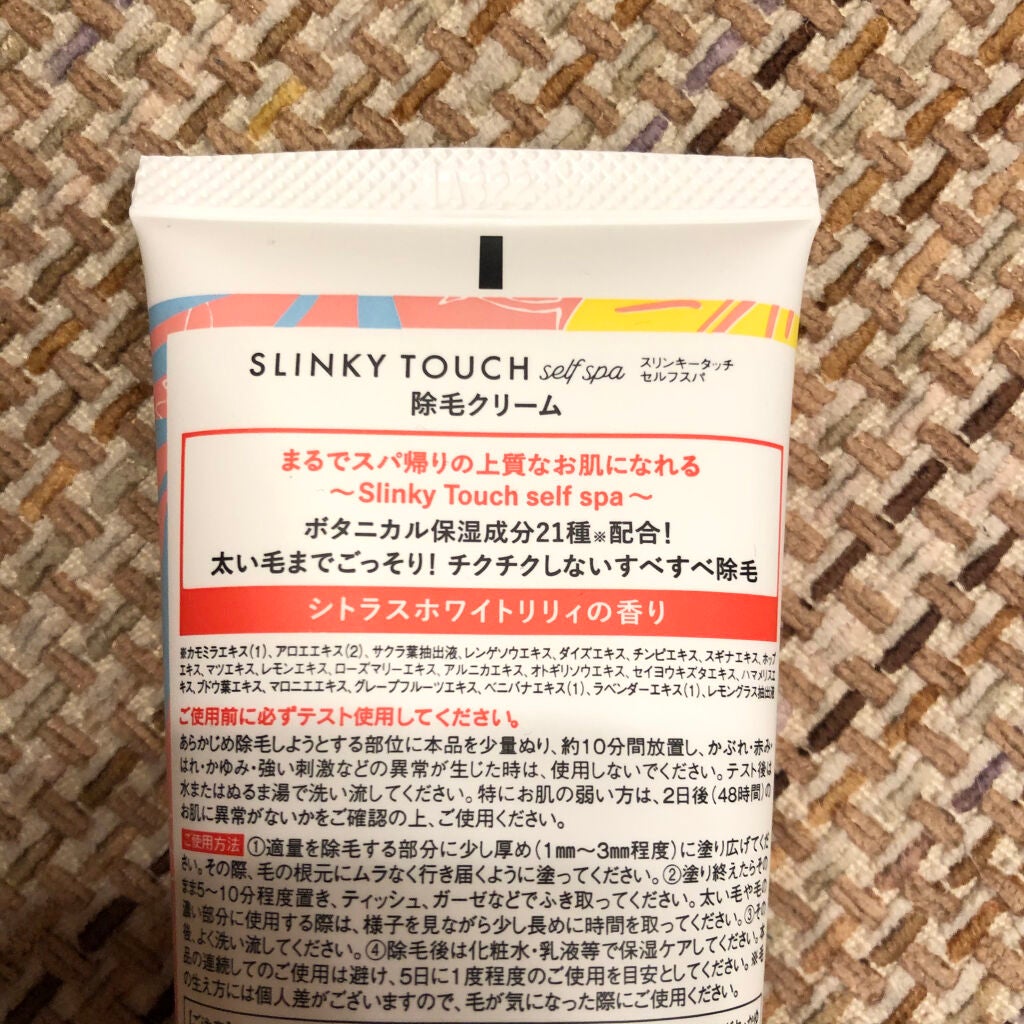 SLINKY TOUCH self spa スリンキータッチ
セルフスパ
除毛クリーム
まるでスパ帰りの上質なお肌になれる
～Slinky Touch self spa～
ボタニカル保湿成分21種※配合！
太い毛までごっそり！チクチクしないすべすべ除毛
シトラスホワイトリリィの香り
※カモミラエキス(1)、アロエエキス(2)、サクラ葉抽出液、レンゲソウエキス、ダイズエキス、チンピエキス、スギナエキス、ホップ
エキス、マツエキス、レモンエキス、ローズマリーエキス、アルニカエキス、オトギリソウエキス、セイヨウキズタエキス、ハマメリスエ
キス、ブドウ葉エキス、マロニエエキス、グレープフルーツエキス、ベニバナエキス(1)、ラベンダーエキス(1)、レモングラス抽出液
ご使用前に必ずテスト使用してください。
あらかじめ除毛しようとする部位に本品を少量ぬり、約10分間放置し、かぶれ・赤み・
はれ・かゆみ・強い刺激などの異常が生じた時は、使用しないでください。テスト後は
水またはぬるま湯で洗い流してください。特にお肌の弱い方は、2日後(48時間)の
お肌に異常がないかをご確認の上、ご使用ください。
ご使用方法 ①適量を除毛する部分に少し厚め(1㎜～3㎜程度)に塗り広げてくだ
さい。その際、毛の根元にムラなく行き届くように塗ってください。②塗り終えたらその
まま5～10分程度置き、ティッシュ、ガーゼなどでふき取ってください。太い毛や毛の
濃い部分に使用する際は、様子を見ながら少し長めに時間を取ってください。③その
後、よく洗い流してください。④除毛後は化粧水・乳液等で保湿ケアしてください。※本
品の連続してのご使用は避け、5日に1度程度のご使用を目安としてください。※毛
の生え方には個人差がございますので、毛が気になった際にご使用ください。